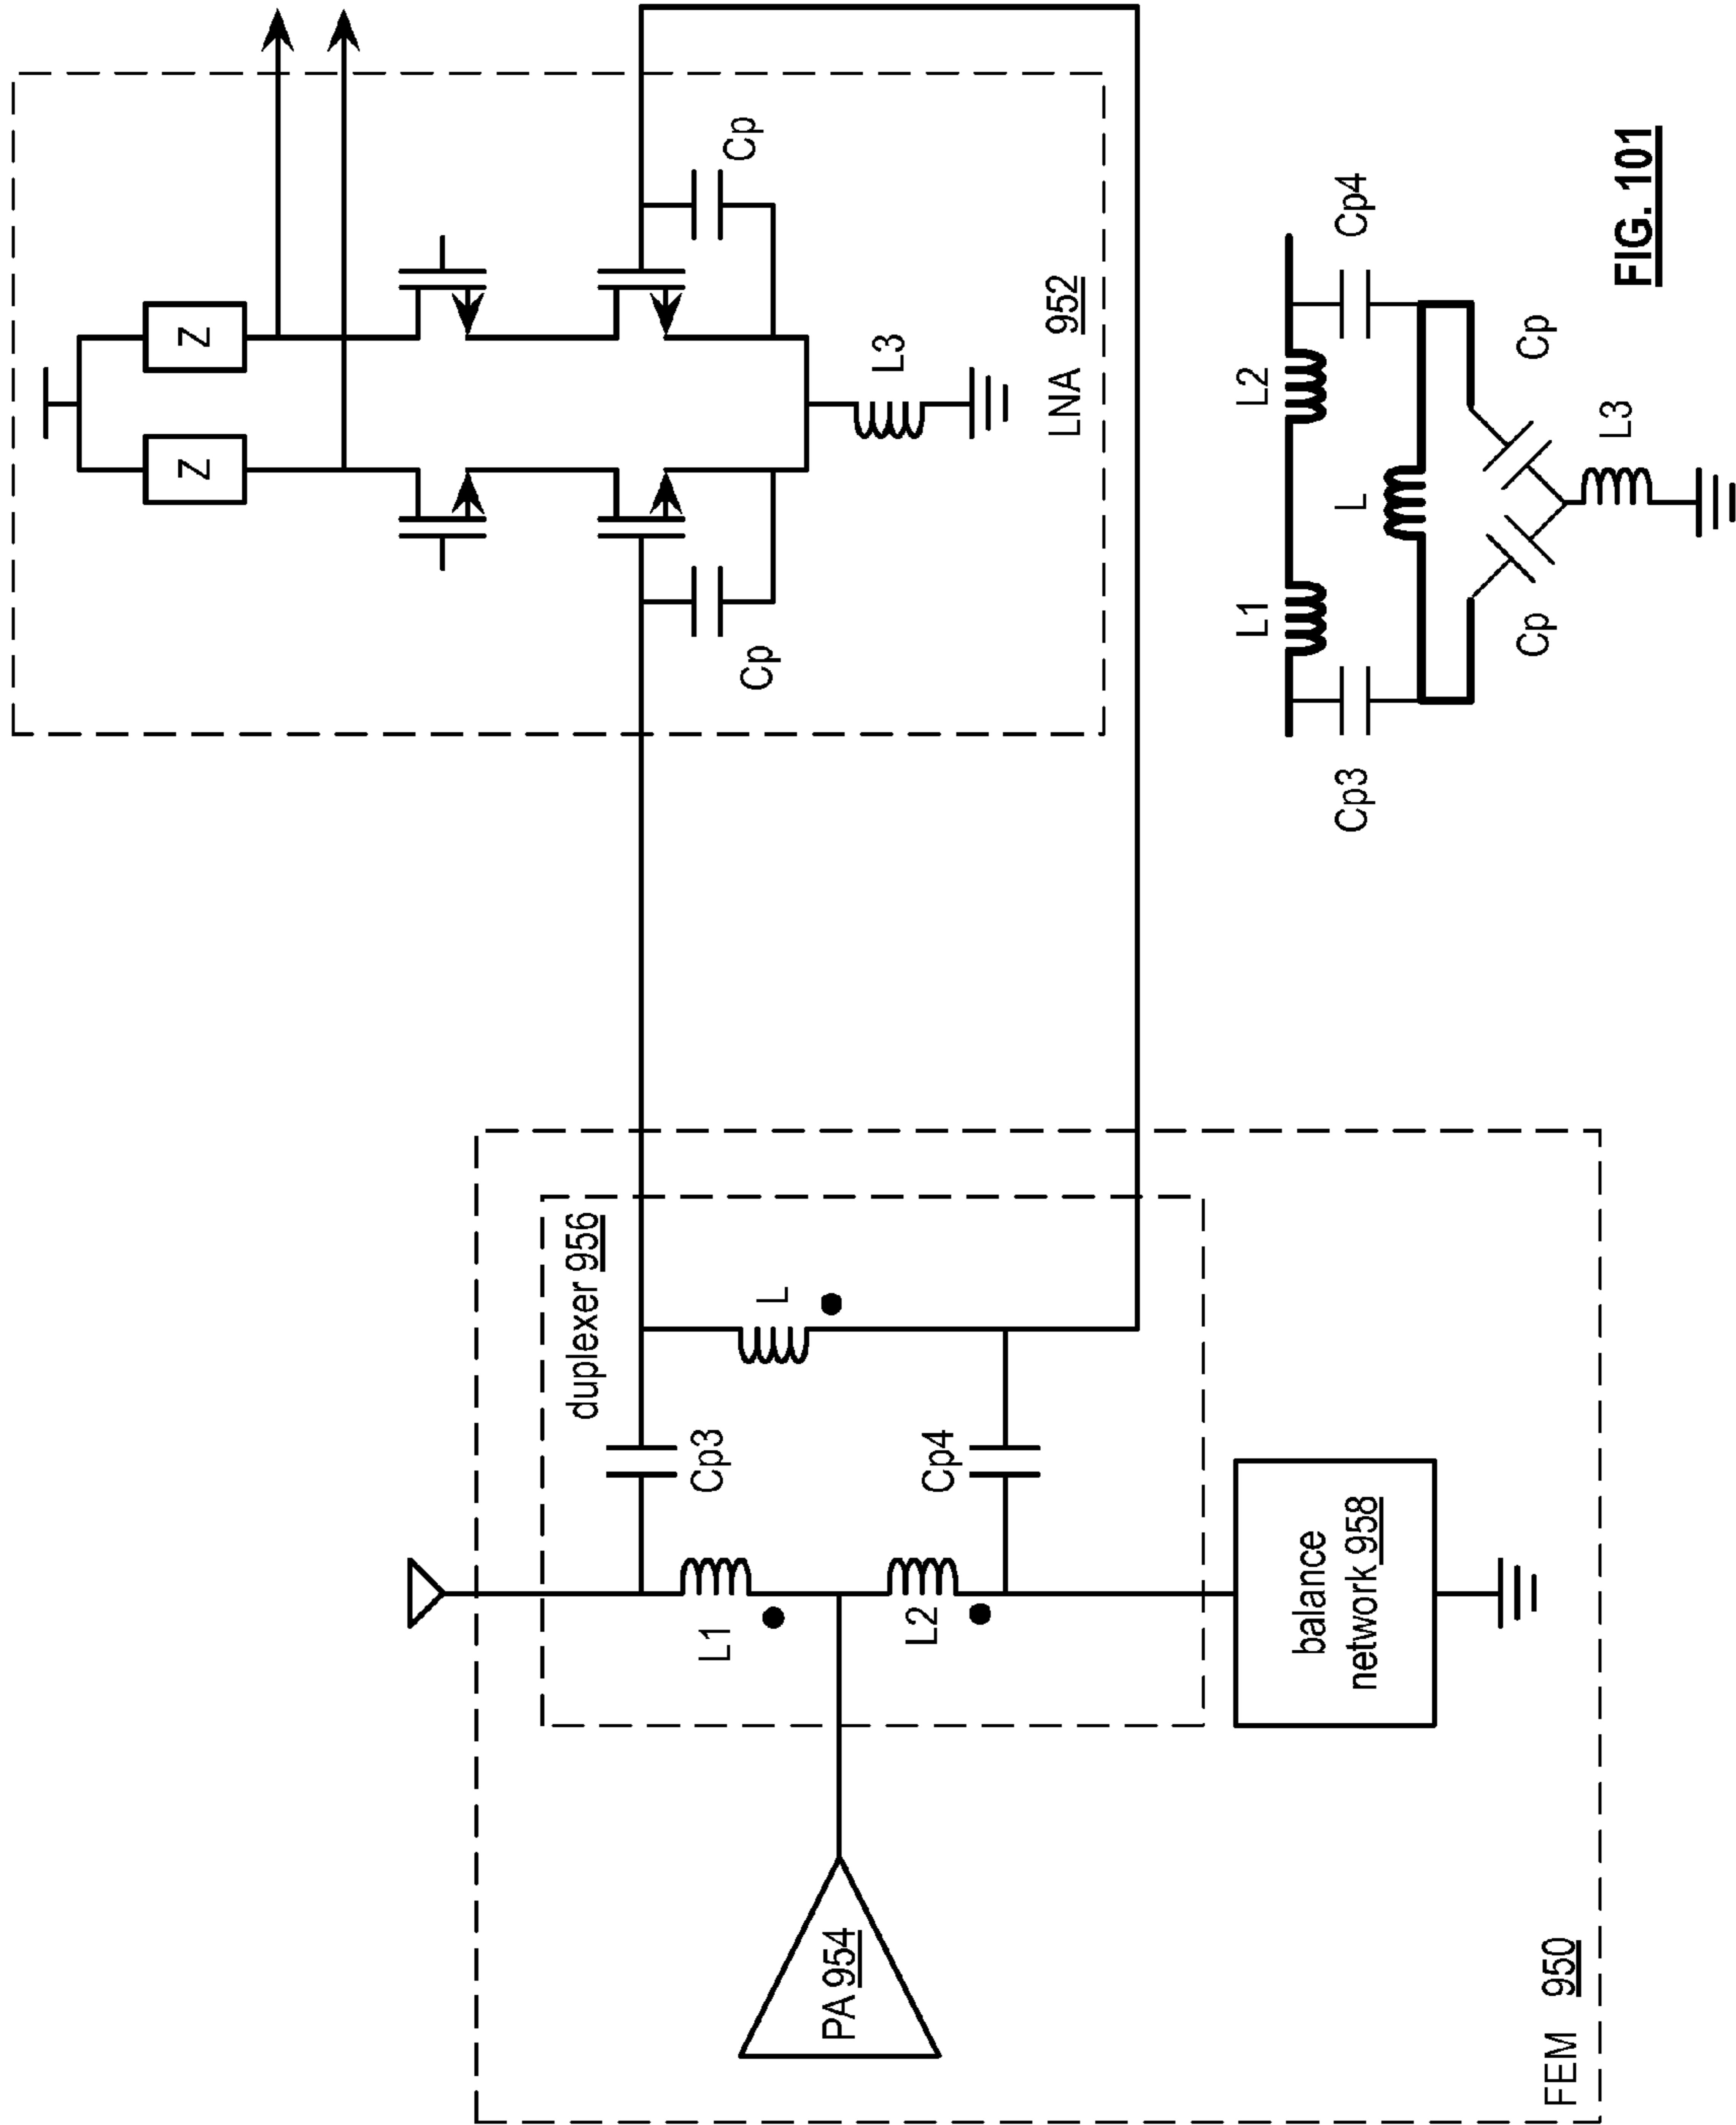 FEM 950
PA 954
duplexer 956
L1
L2
Cp3
Cp4
L
balance
network 958
LNA 952
Z
Z
Cp
Cp
L3
L1
L2
Cp3
Cp4
L
Cp
Cp
L3
FIG. 101